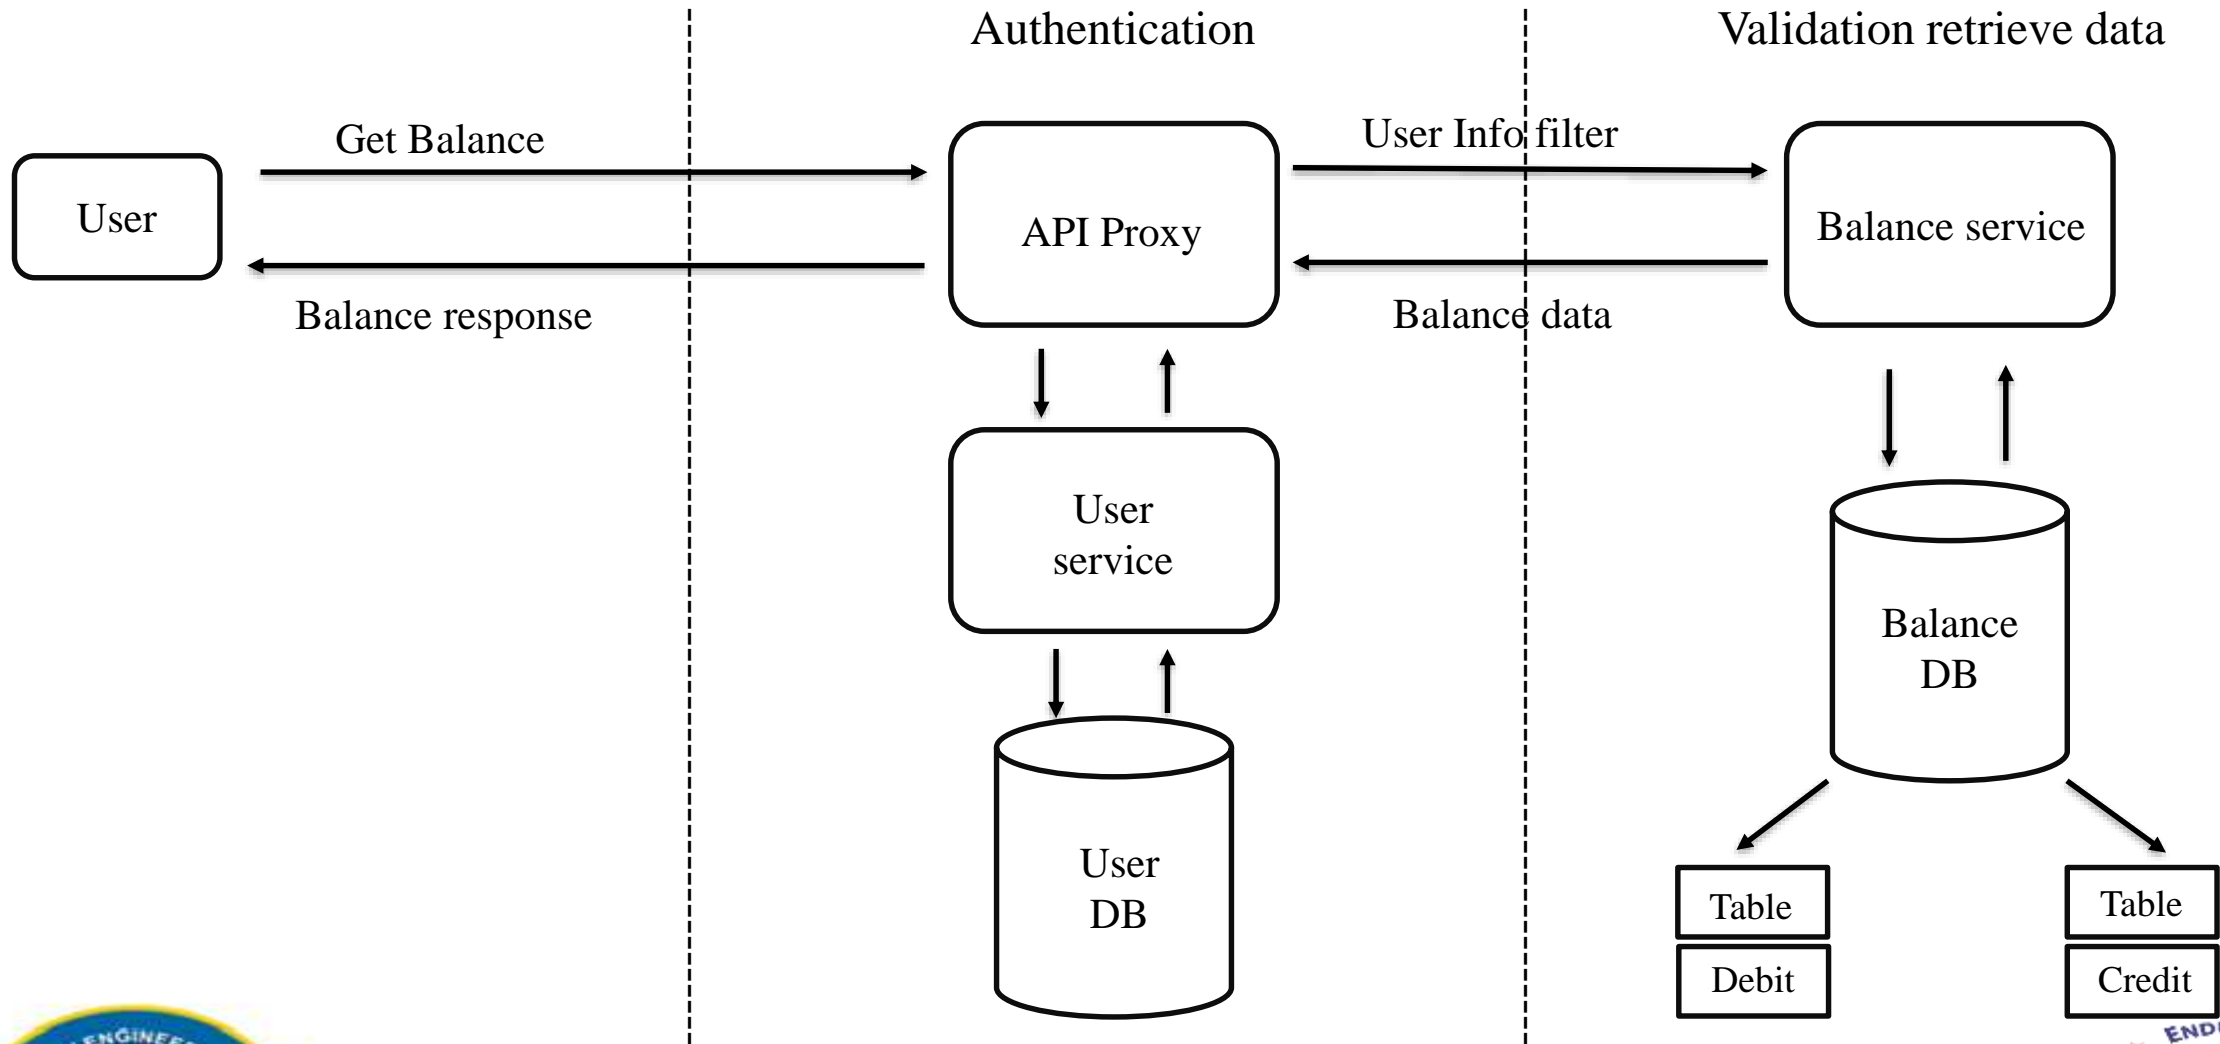 Authentication
Validation retrieve data
Get Balance
User Info filter
User
API Proxy
Balance service
Balance response
Balance data
User
service
Balance
DB
User
DB
Table
Table
Debit
Credit